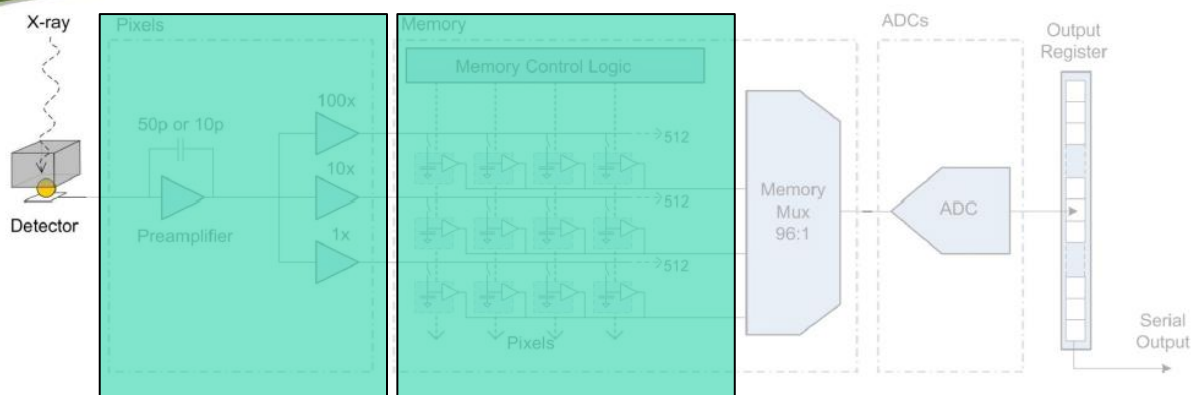 X-ray
Pixels
Memory
ADCs
Output
Register
Memory Control Logic
100x
50p or 10p
512
10x
512
Memory
Mux
96:1
ADC
Detector
Preamplifier
1x
512
Pixels
Serial
Output